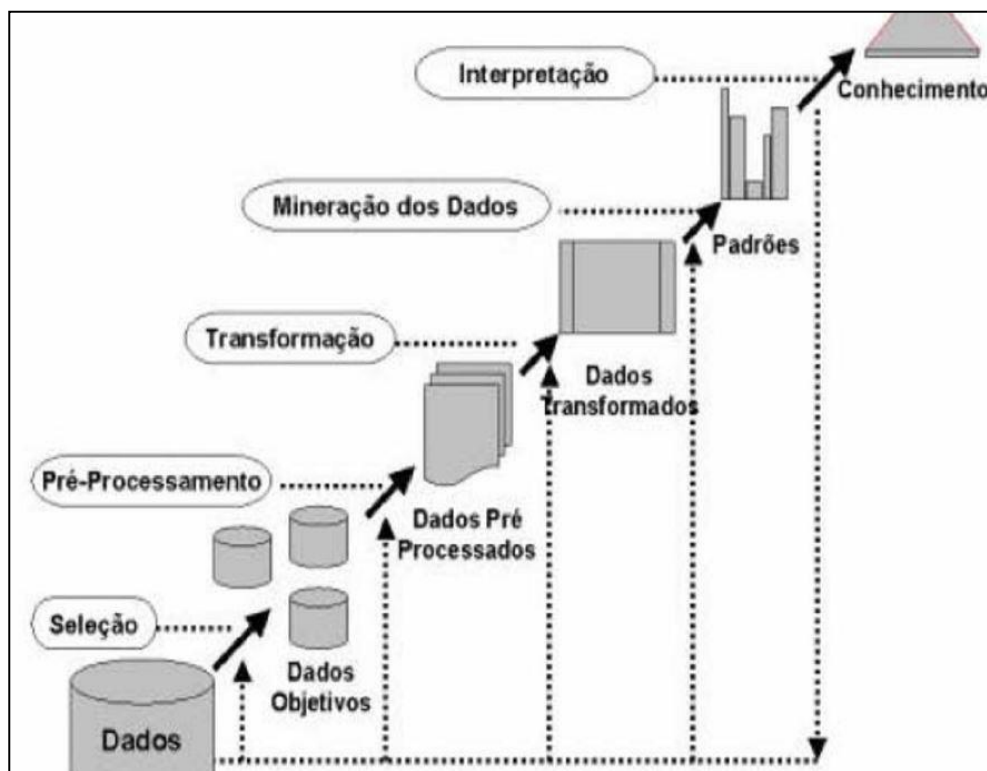 Interpretação
Conhecimento
Mineração dos Dados
Padrões
Transformação
Dados
Transformados
Pré-Processamento
Dados Pré
Processados
Seleção
Dados
Objetivos
Dados